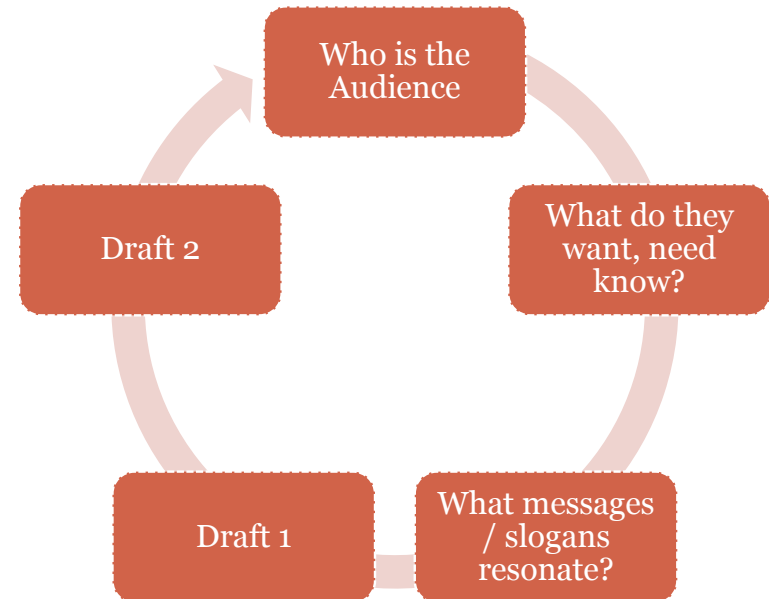 Who is the
Audience
What do they
want, need
know?
What messages
/ slogans
resonate?
Draft 1
Draft 2